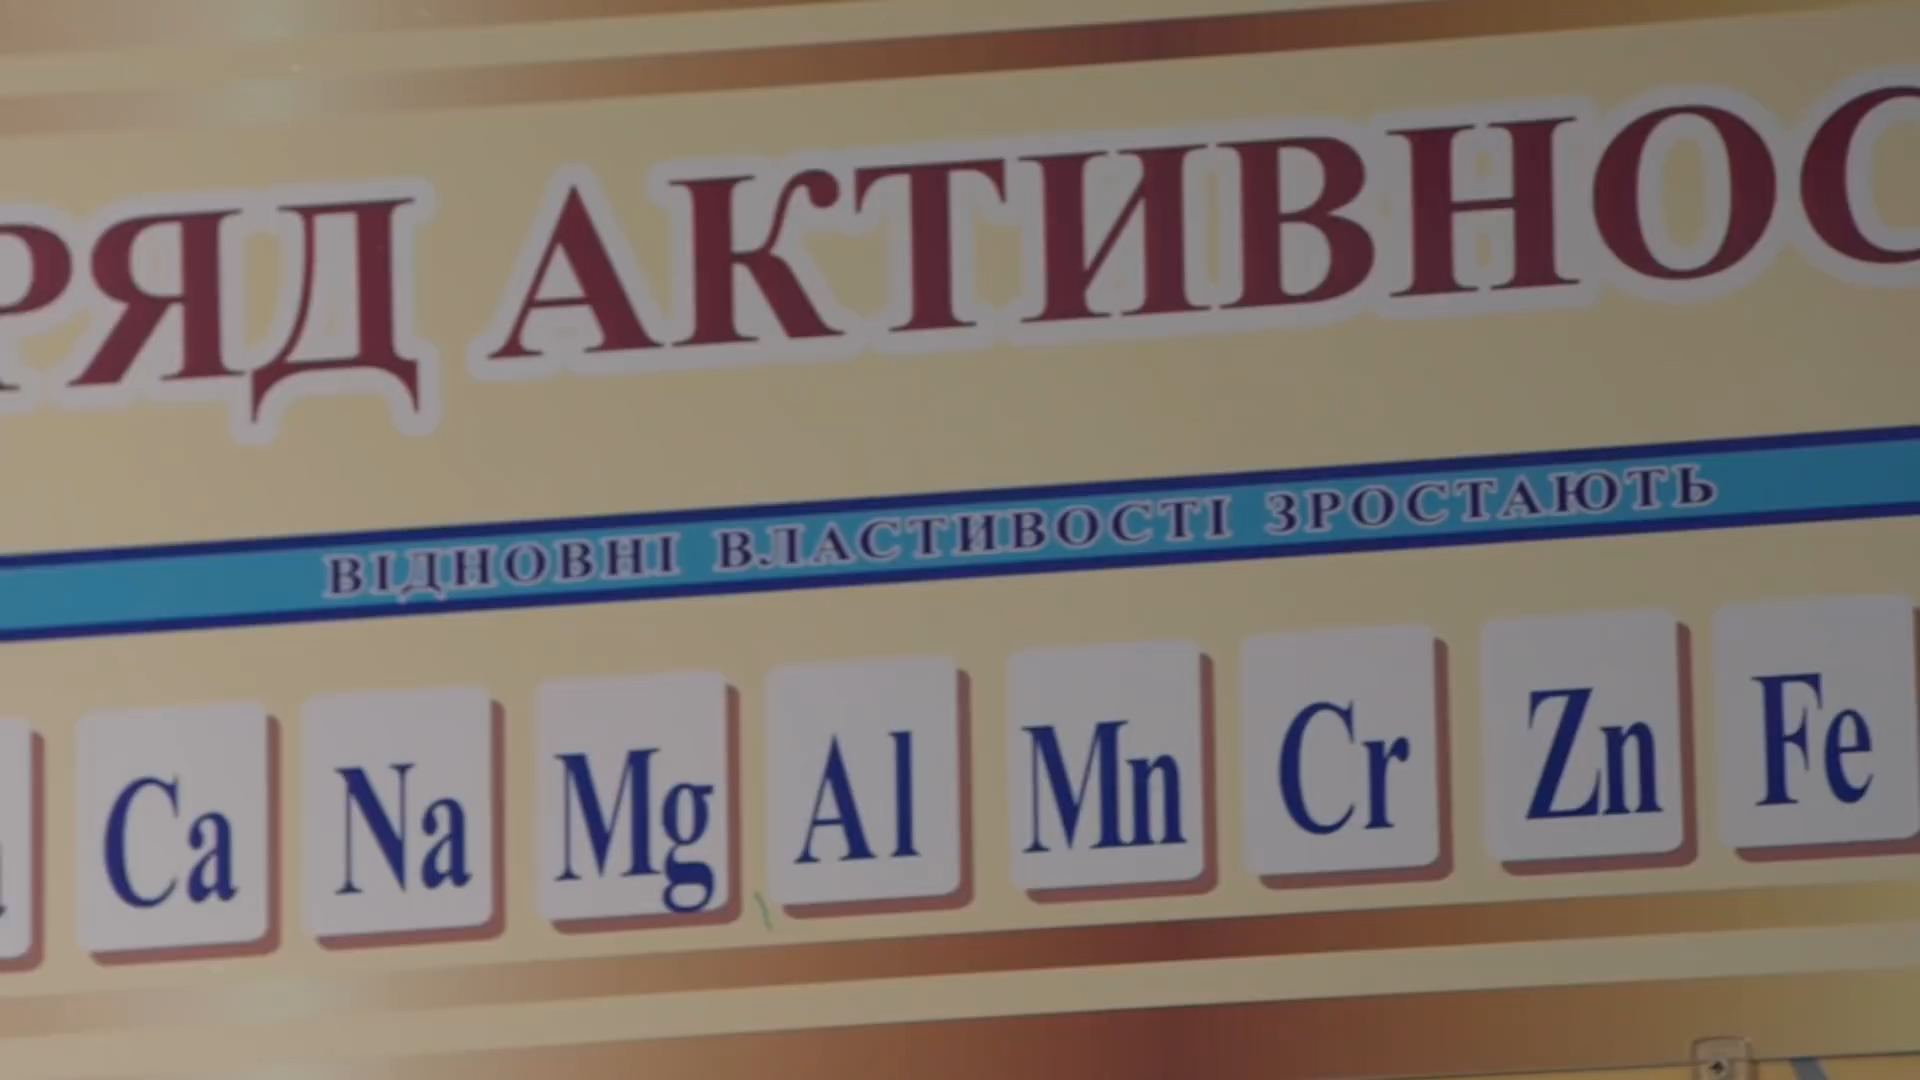 РЯД АКТИВНОС
ВІДНОВНІ ВЛАСТИВОСТІ ЗРОСТАЮТЬ
Ca Na Mg Al Mn Cr Zn Fe